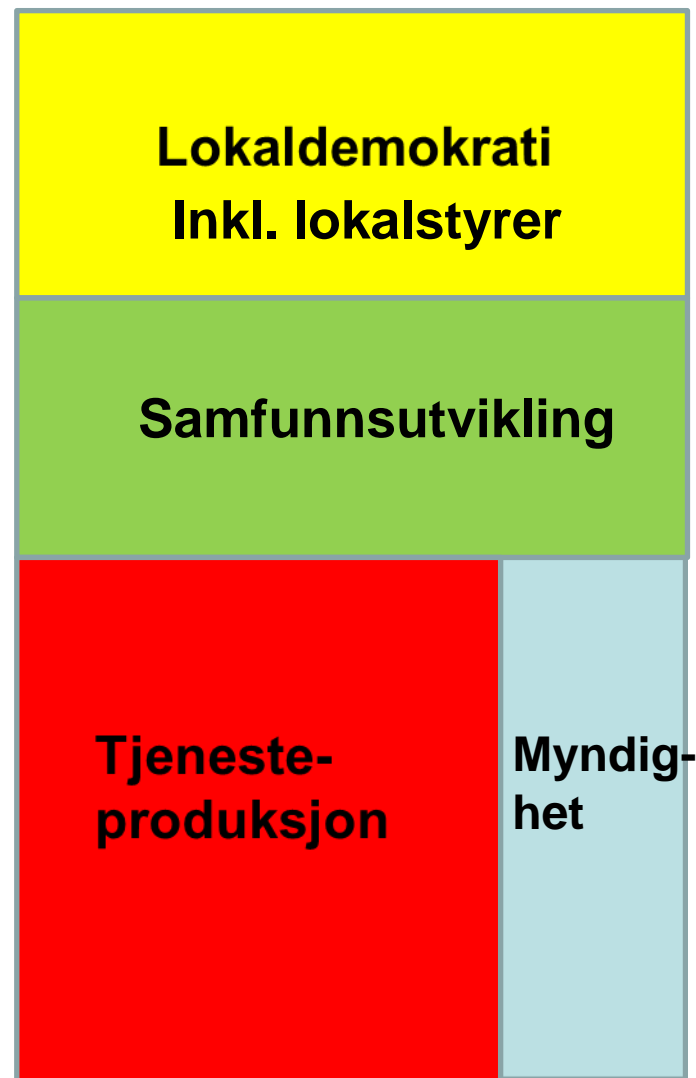 Lokaldemokrati
Inkl. lokalstyrer
Samfunnsutvikling
Tjeneste-
produksjon
Myndig-
het